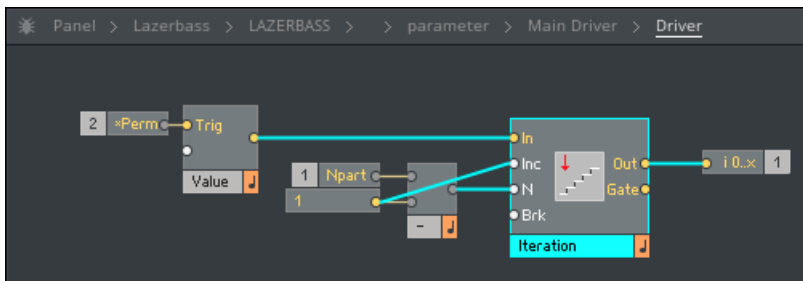 Panel > Lazerbass > LAZERBASS > > parameter > Main Driver > Driver
2 *Perm
Trig
Value
1 Npart
1
-
In
Inc
N
Brk
Out
Gate
Iteration
i 0..x 1